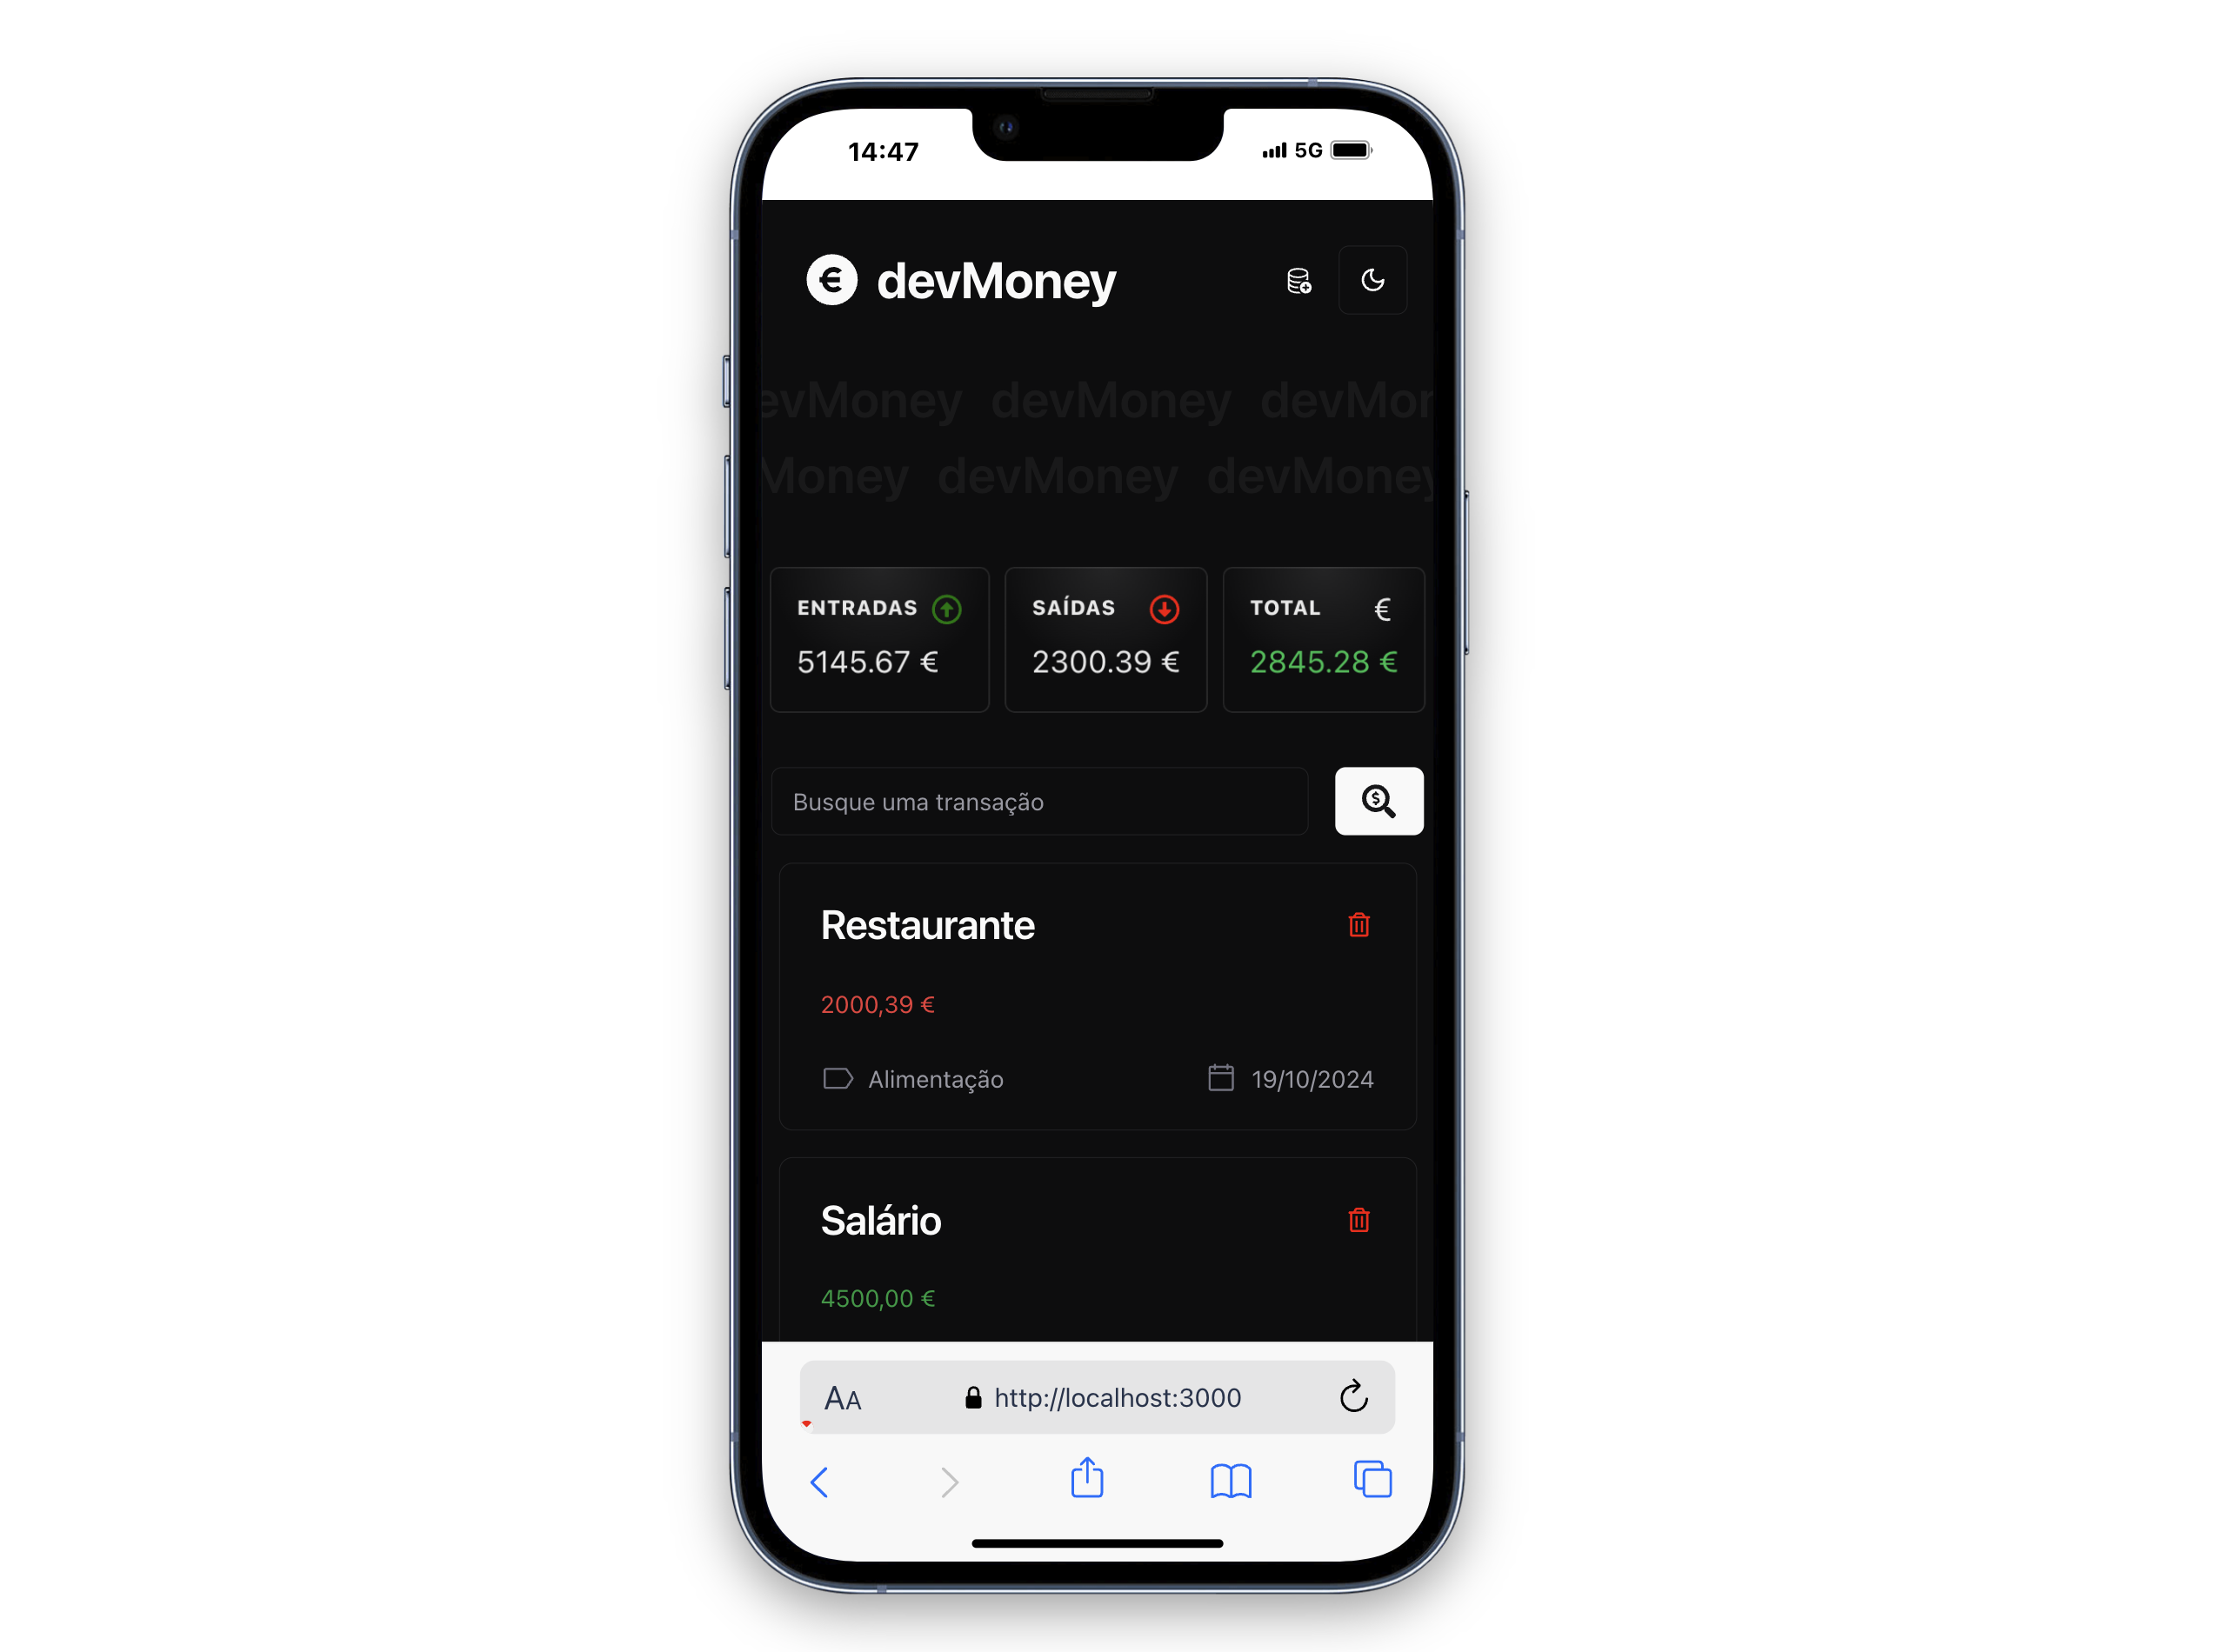 14:47 5G
€ devMoney
evMoney devMoney devMon
Money devMoney devMoney
ENTRADAS SAÍDAS TOTAL €
5145.67 € 2300.39 € 2845.28 €
Busque uma transação $
Restaurante
2000,39 €
Alimentação 19/10/2024
Salário
4500,00 €
AA http://localhost:3000